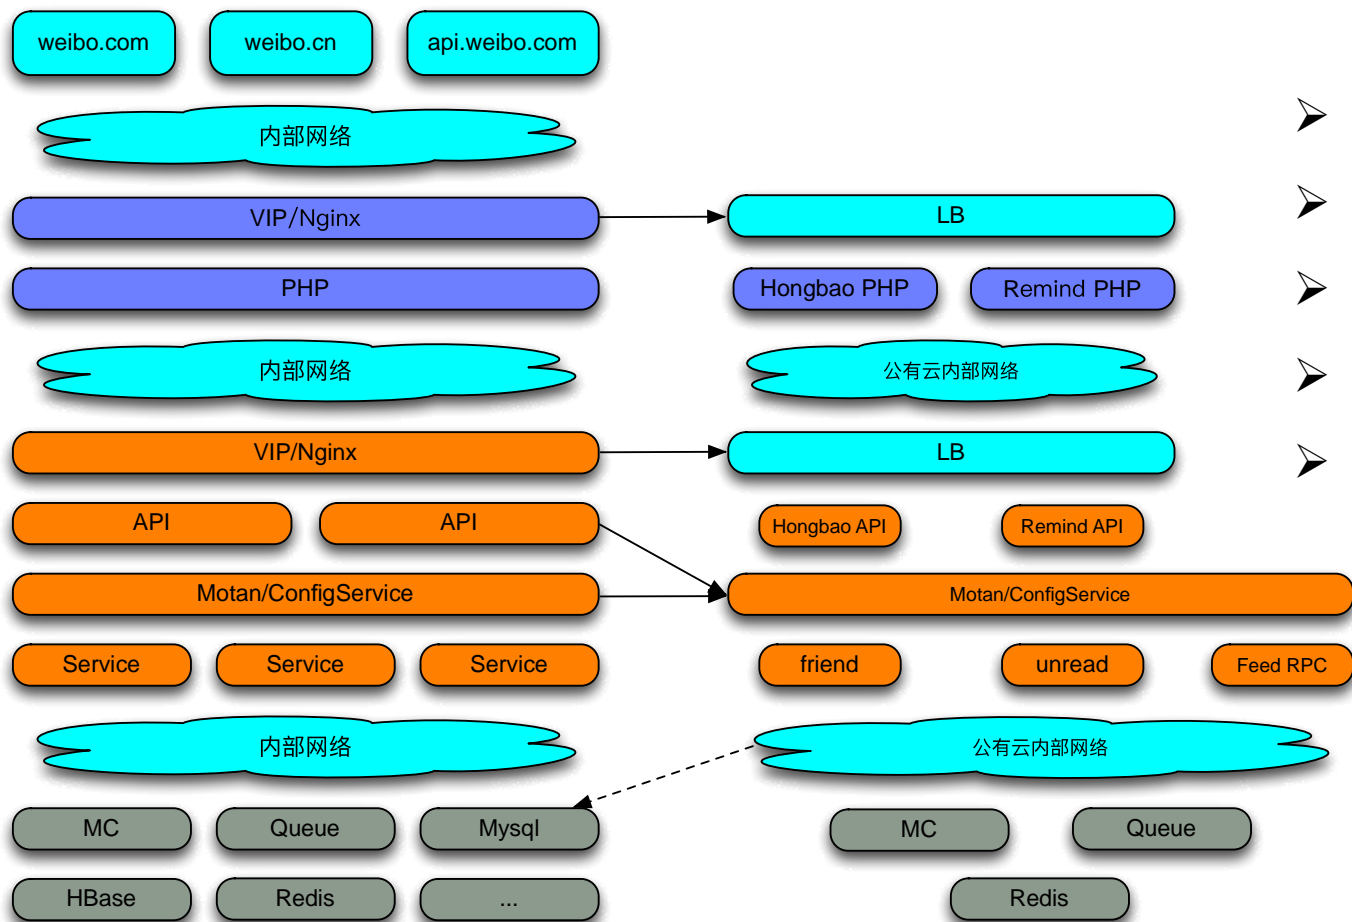 weibo.com
weibo.cn
api.weibo.com
内部网络
VIP/Nginx
LB
PHP
Hongbao PHP
Remind PHP
内部网络
公有云内部网络
VIP/Nginx
LB
API
API
Hongbao API
Remind API
Motan/ConfigService
Motan/ConfigService
Service
Service
Service
friend
unread
Feed RPC
内部网络
公有云内部网络
MC
Queue
Mysql
MC
Queue
HBase
Redis
...
Redis